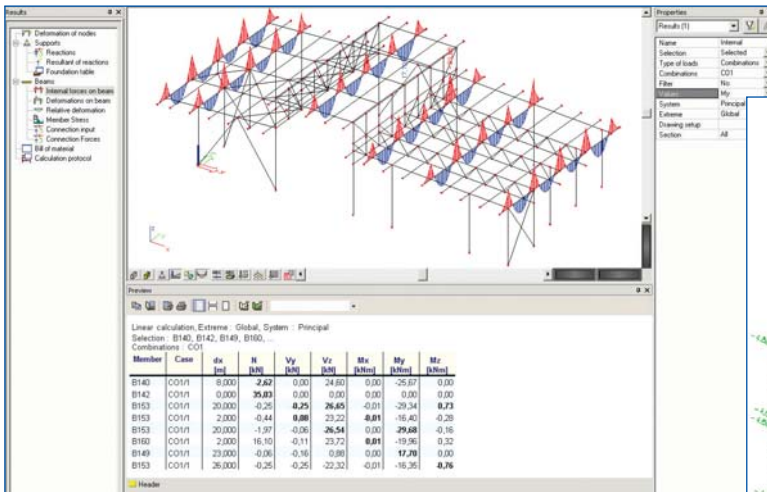 Results
Deformation of nodes
Supports
Reactions
Resultant of reactions
Foundation table
Beams
Internal forces on beam
Deformations on beam
Relative deformation
Member Stress
Connection input
Connection Forces
Bill of material
Calculation protocol
Properties
Results (1)
Name Internal
Selection Selected
Type of loads Combinations
Combinations CO1
Filter No
Values My
System Principal
Extreme Global
Drawing setup
Section All
Preview
Linear calculation, Extreme : Global, System : Principal
Selection : B140, B142, B149, B160, ...
Combinations : CO1
Member Case dx [m] N [kN] Vy [kN] Vz [kN] Mx [kNm] My [kNm] Mz [kNm]
B140 CO1/1 8,000 -2,62 0,00 24,60 0,00 -25,67 0,00
B142 CO1/1 0,000 35,03 0,00 0,00 0,00 0,00 0,00
B153 CO1/1 20,000 -0,25 -0,25 26,65 -0,01 -29,34 0,73
B153 CO1/1 2,000 -0,44 0,08 23,22 -0,01 -16,40 -0,28
B153 CO1/1 20,000 -1,97 -0,06 -26,54 0,00 -29,68 -0,16
B160 CO1/1 2,000 16,10 -0,11 23,72 0,01 -19,96 0,32
B149 CO1/1 23,000 -0,06 -0,16 0,88 0,00 17,70 0,00
B153 CO1/1 26,000 -0,25 -0,25 -22,32 -0,01 -16,35 -0,76
Header